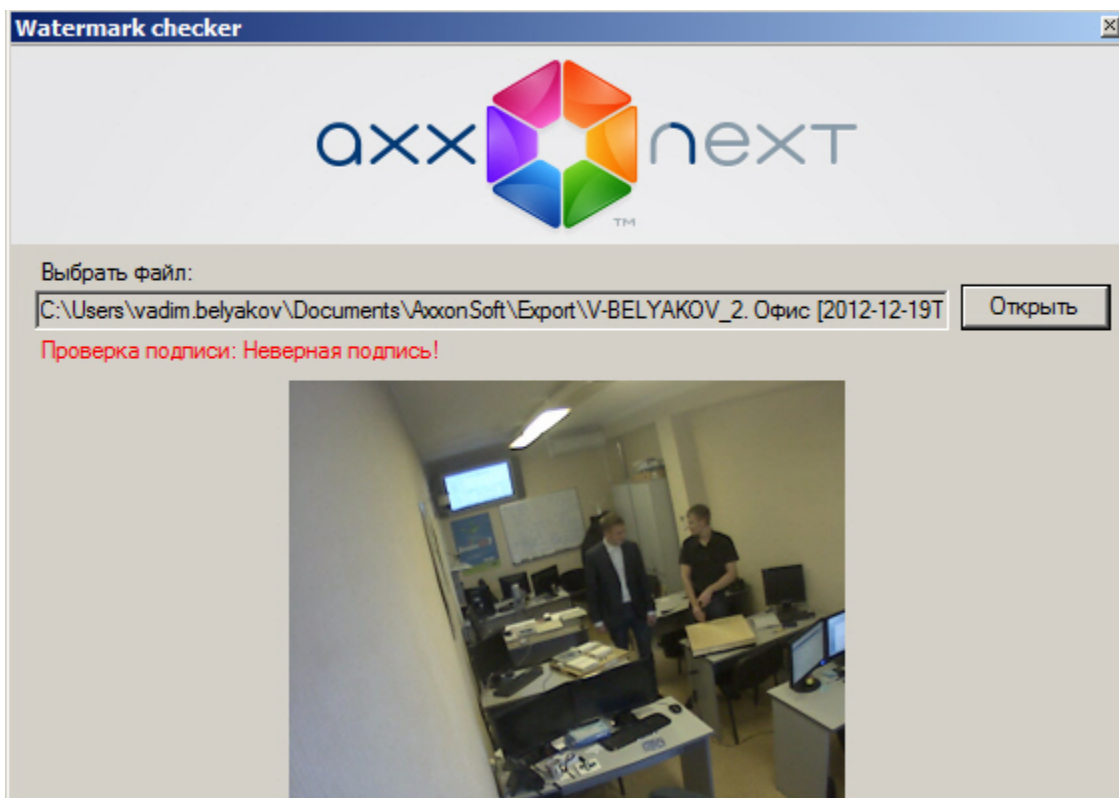 Watermark checker
axx next
TM
Выбрать файл:
C:\Users\vadim.belyakov\Documents\AxxonSoft\Export\V-BELYAKOV_2. Офис [2012-12-19T
Открыть
Проверка подписи: Неверная подпись!